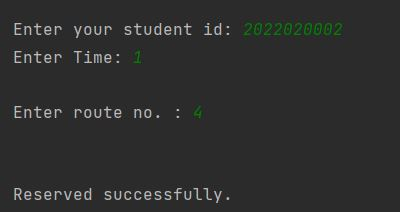 Enter your student id: 2022020002
Enter Time: 1
Enter route no. : 4
Reserved successfully.